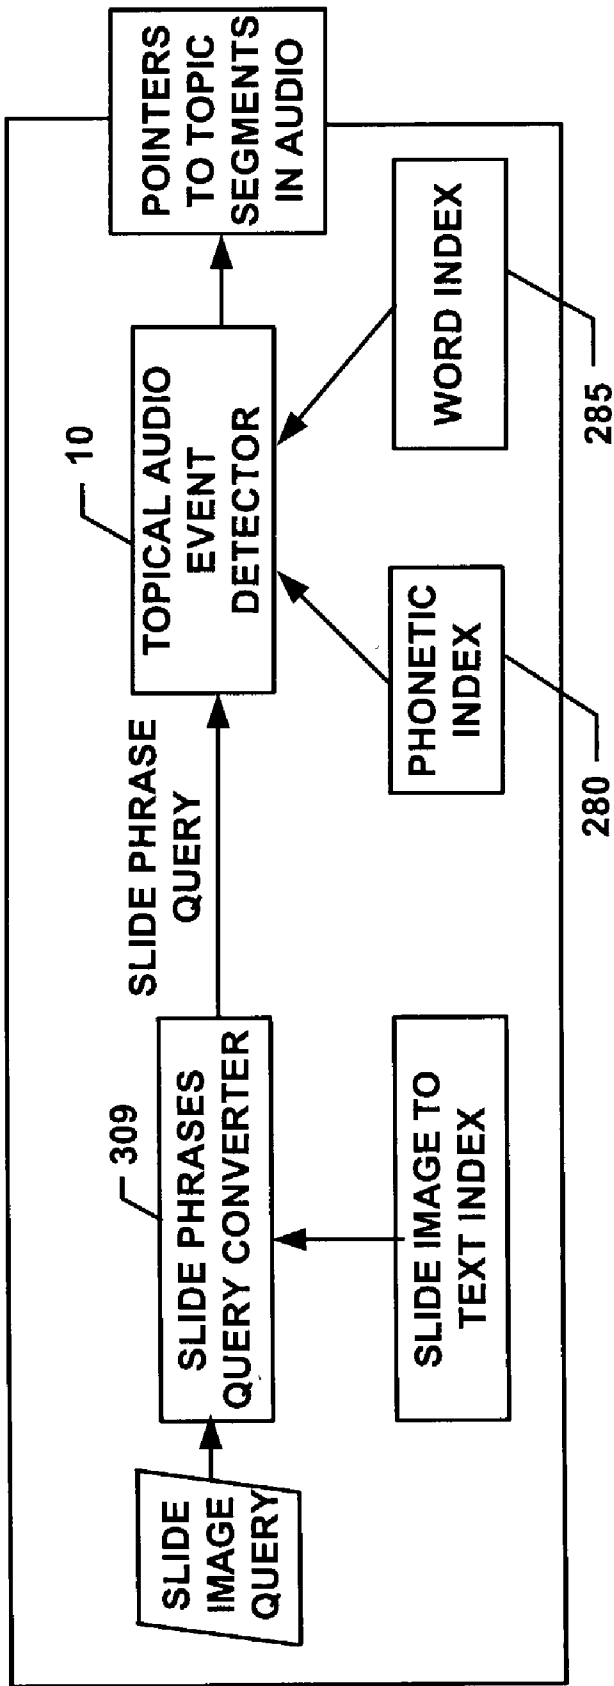 SLIDE
IMAGE
QUERY
309
SLIDE PHRASES
QUERY CONVERTER
SLIDE IMAGE TO
TEXT INDEX
SLIDE PHRASE
QUERY
10
TOPICAL AUDIO
EVENT
DETECTOR
PHONETIC
INDEX
280
WORD INDEX
285
POINTERS
TO TOPIC
SEGMENTS
IN AUDIO